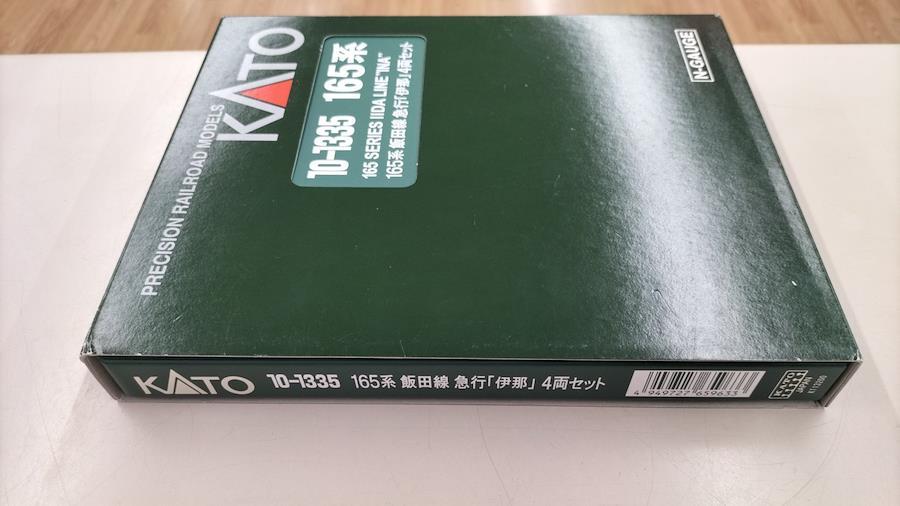 PRECISION RAILROAD MODELS
KATO
10-1335 165系
165 SERIES IIDA LINE "INA"
165系 飯田線 急行「伊那」4両セット
N-GAUGE
KATO 10-1335 165系 飯田線 急行「伊那」 4両セット
4 949727 659633
KATO
JAPAN